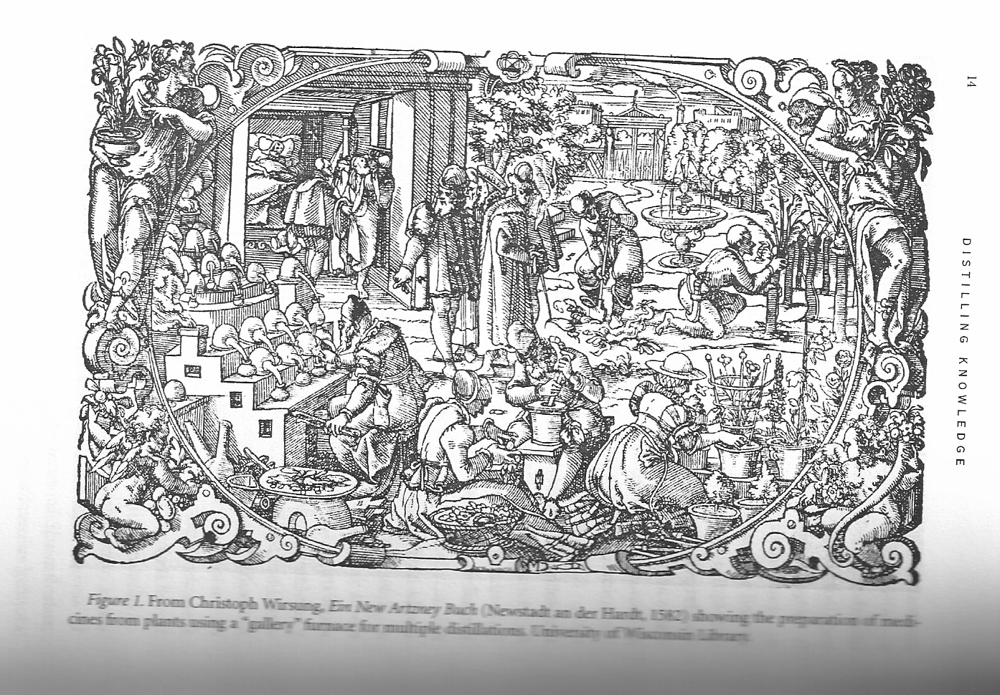 14
DISTILLING KNOWLEDGE
Figure 1. From Christoph Wirsung, Ein New Artzney Buch (Newstadt an der Hardt, 1582) showing the preparation of medi-
cines from plants using a "gallery" furnace for multiple distillations. University of Wisconsin Library.